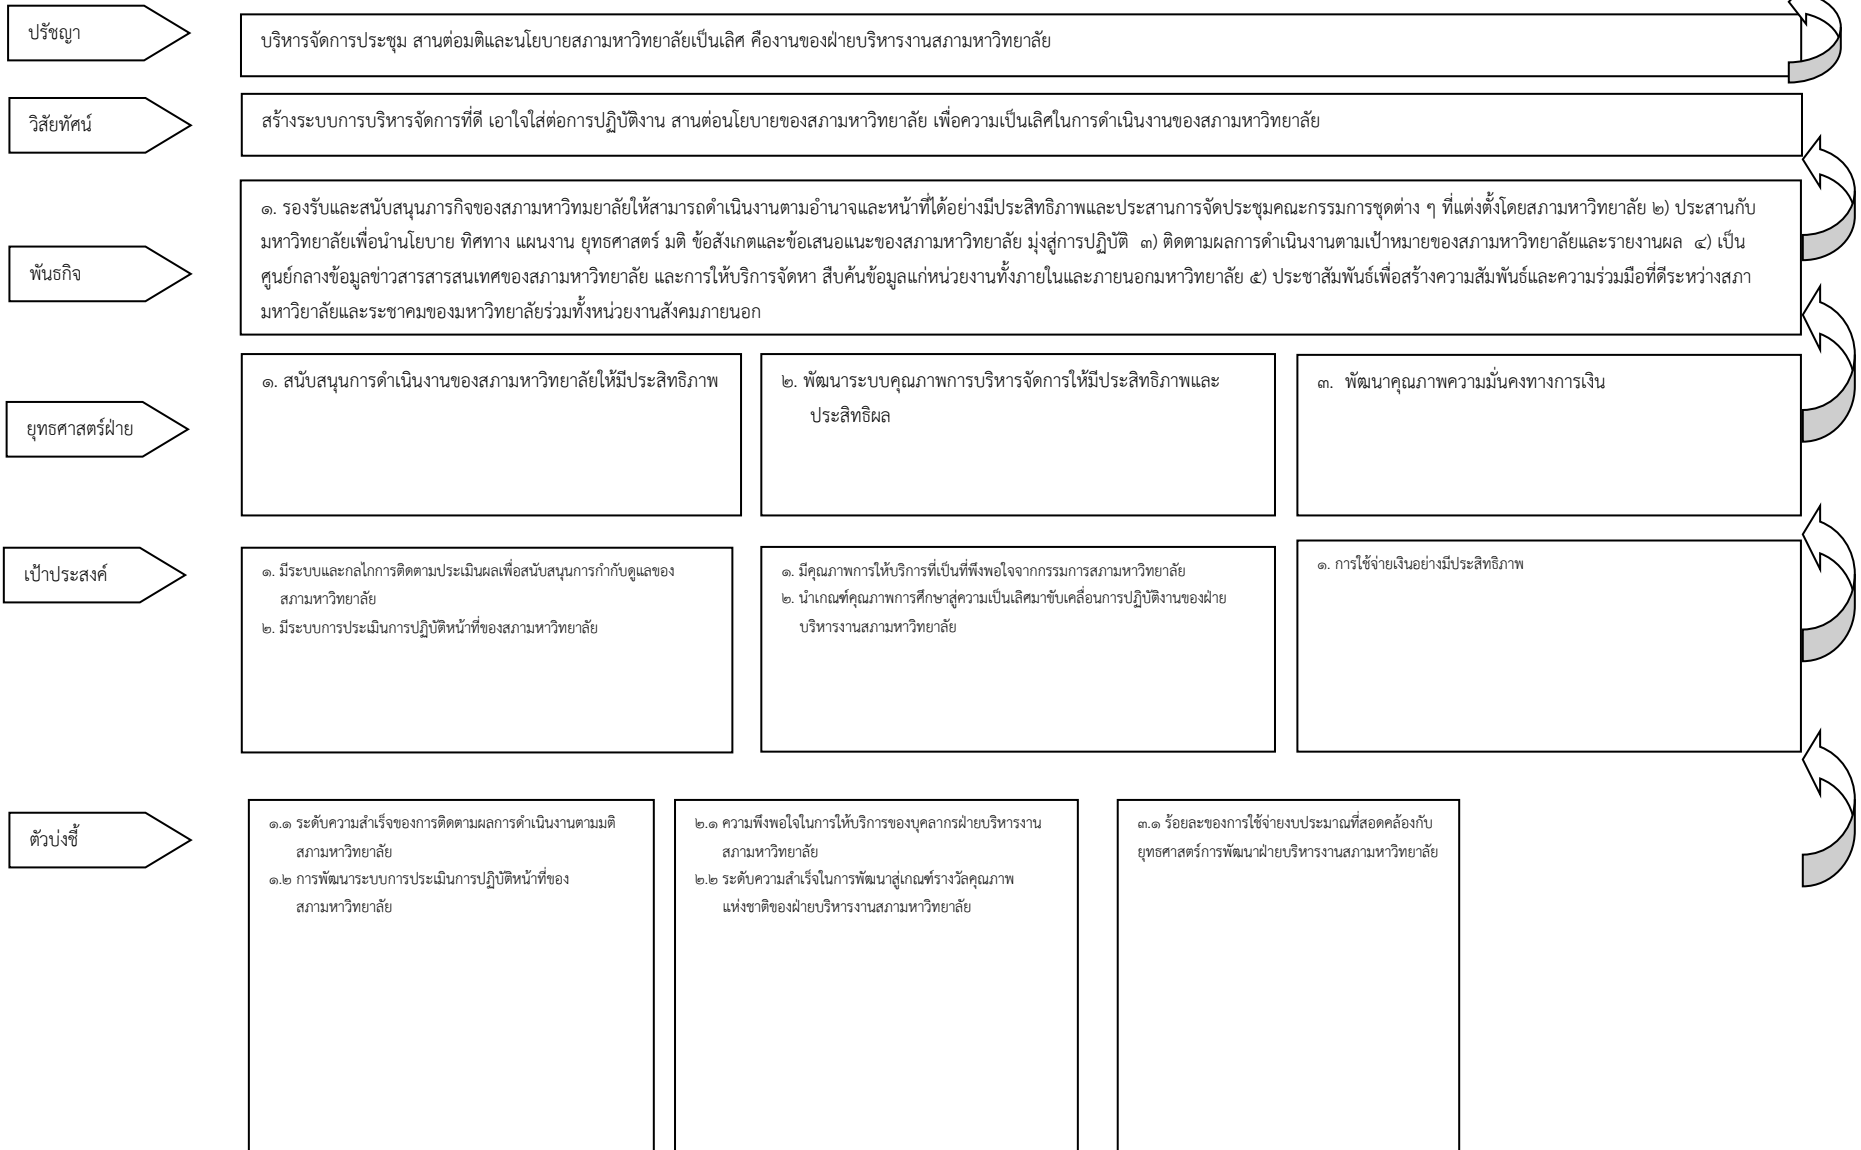 ปรัชญา
บริหารจัดการประชุม สานต่อมติและนโยบายสภามหาวิทยาลัยเป็นเลิศ คืองานของฝ่ายบริหารงานสภามหาวิทยาลัย
วิสัยทัศน์
สร้างระบบการบริหารจัดการที่ดี เอาใจใส่ต่อการปฏิบัติงาน สานต่อนโยบายของสภามหาวิทยาลัย เพื่อความเป็นเลิศในการดำเนินงานของสภามหาวิทยาลัย
พันธกิจ
๑. รองรับและสนับสนุนภารกิจของสภามหาวิทมยาลัยให้สามารถดำเนินงานตามอำนาจและหน้าที่ได้อย่างมีประสิทธิภาพและประสานการจัดประชุมคณะกรรมการชุดต่าง ๆ ที่แต่งตั้งโดยสภามหาวิทยาลัย ๒) ประสานกับ
มหาวิทยาลัยเพื่อนำนโยบาย ทิศทาง แผนงาน ยุทธศาสตร์ มติ ข้อสังเกตและข้อเสนอแนะของสภามหาวิทยาลัย มุ่งสู่การปฏิบัติ ๓) ติดตามผลการดำเนินงานตามเป้าหมายของสภามหาวิทยาลัยและรายงานผล ๔) เป็น
ศูนย์กลางข้อมูลข่าวสารสารสนเทศของสภามหาวิทยาลัย และการให้บริการจัดหา สืบค้นข้อมูลแก่หน่วยงานทั้งภายในและภายนอกมหาวิทยาลัย ๕) ประชาสัมพันธ์เพื่อสร้างความสัมพันธ์และความร่วมมือที่ดีระหว่างสภา
มหาวิยาลัยและระชาคมของมหาวิทยาลัยร่วมทั้งหน่วยงานสังคมภายนอก
ยุทธศาสตร์ฝ่าย
๑. สนับสนุนการดำเนินงานของสภามหาวิทยาลัยให้มีประสิทธิภาพ
๒. พัฒนาระบบคุณภาพการบริหารจัดการให้มีประสิทธิภาพและ
ประสิทธิผล
๓. พัฒนาคุณภาพความมั่นคงทางการเงิน
เป้าประสงค์
๑. มีระบบและกลไกการติดตามประเมินผลเพื่อสนับสนุนการกำกับดูแลของ
สภามหาวิทยาลัย
๒. มีระบบการประเมินการปฏิบัติหน้าที่ของสภามหาวิทยาลัย
๑. มีคุณภาพการให้บริการที่เป็นที่พึงพอใจจากกรรมการสภามหาวิทยาลัย
๒. นำเกณฑ์คุณภาพการศึกษาสู่ความเป็นเลิศมาขับเคลื่อนการปฏิบัติงานของฝ่าย
บริหารงานสภามหาวิทยาลัย
๑. การใช้จ่ายเงินอย่างมีประสิทธิภาพ
ตัวบ่งชี้
๑.๑ ระดับความสำเร็จของการติดตามผลการดำเนินงานตามมติ
สภามหาวิทยาลัย
๑.๒ การพัฒนาระบบการประเมินการปฏิบัติหน้าที่ของ
สภามหาวิทยาลัย
๒.๑ ความพึงพอใจในการให้บริการของบุคลากรฝ่ายบริหารงาน
สภามหาวิทยาลัย
๒.๒ ระดับความสำเร็จในการพัฒนาสู่เกณฑ์รางวัลคุณภาพ
แห่งชาติของฝ่ายบริหารงานสภามหาวิทยาลัย
๓.๑ ร้อยละของการใช้จ่ายงบประมาณที่สอดคล้องกับ
ยุทธศาสตร์การพัฒนาฝ่ายบริหารงานสภามหาวิทยาลัย